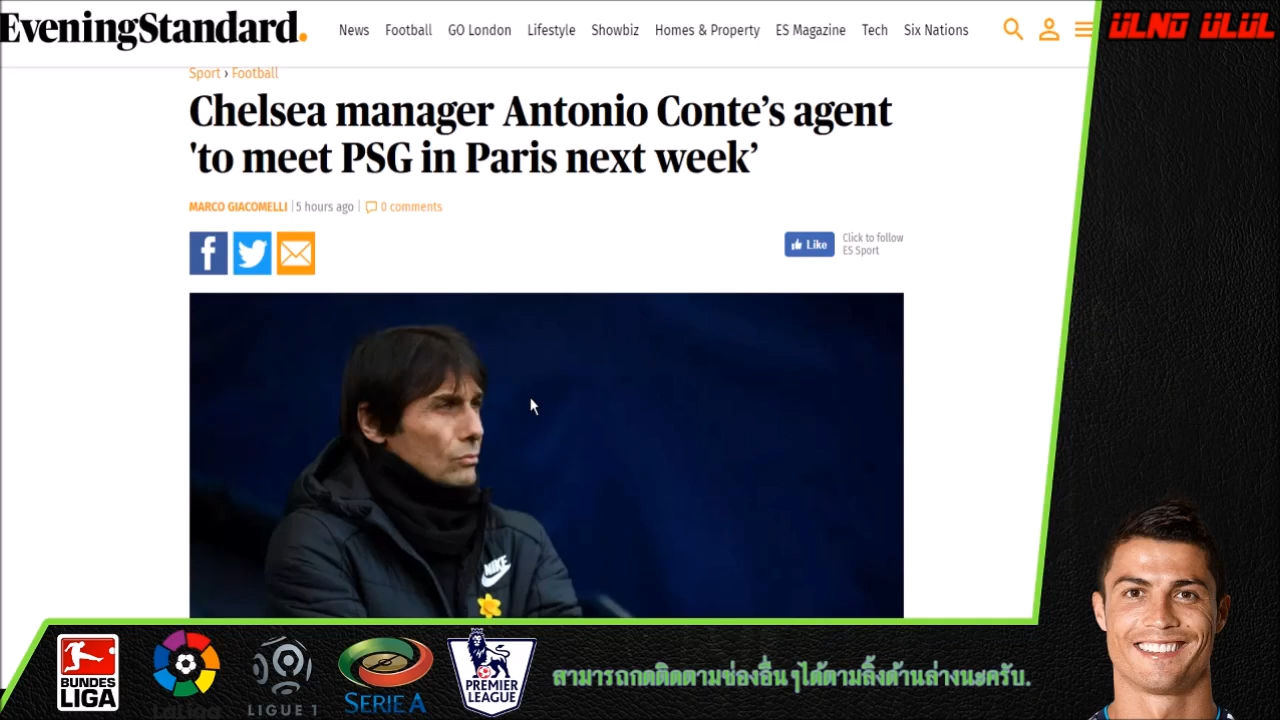 EveningStandard.
News Football GO London Lifestyle Showbiz Homes & Property ES Magazine Tech Six Nations
Sport › Football
Chelsea manager Antonio Conte’s agent
'to meet PSG in Paris next week’
MARCO GIACOMELLI | 5 hours ago | 0 comments
Like
Click to follow
ES Sport
NIKE
BUNDES
LIGA
LaLiga
LIGUE 1
SERIE A
PREMIER
LEAGUE
สามารถกดติดตามช่องอื่นๆได้ตามลิ้งด้านล่างนะครับ.